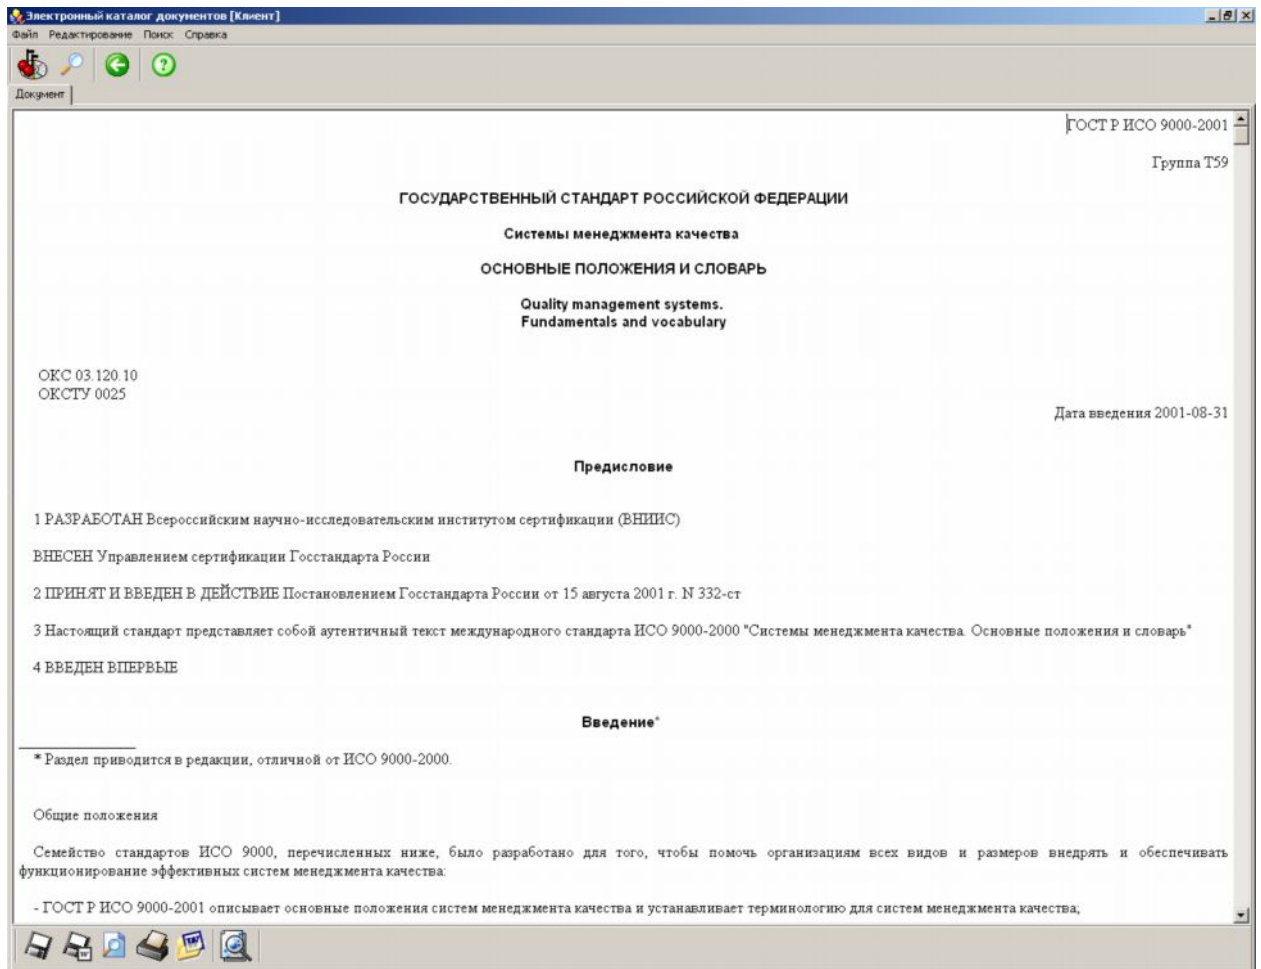 Электронный каталог документов [Клиент]
Файл Редактирование Поиск Справка
Документ
ГОСТ Р ИСО 9000-2001
Группа Т59
ГОСУДАРСТВЕННЫЙ СТАНДАРТ РОССИЙСКОЙ ФЕДЕРАЦИИ
Системы менеджмента качества
ОСНОВНЫЕ ПОЛОЖЕНИЯ И СЛОВАРЬ
Quality management systems.
Fundamentals and vocabulary
ОКС 03.120.10
ОКСТУ 0025
Дата введения 2001-08-31
Предисловие
1 РАЗРАБОТАН Всероссийским научно-исследовательским институтом сертификации (ВНИИС)
ВНЕСЕН Управлением сертификации Госстандарта России
2 ПРИНЯТ И ВВЕДЕН В ДЕЙСТВИЕ Постановлением Госстандарта России от 15 августа 2001 г. N 332-ст
3 Настоящий стандарт представляет собой аутентичный текст международного стандарта ИСО 9000-2000 "Системы менеджмента качества. Основные положения и словарь"
4 ВВЕДЕН ВПЕРВЫЕ
Введение*
* Раздел приводится в редакции, отличной от ИСО 9000-2000.
Общие положения
Семейство стандартов ИСО 9000, перечисленных ниже, было разработано для того, чтобы помочь организациям всех видов и размеров внедрять и обеспечивать
функционирование эффективных систем менеджмента качества:
- ГОСТ Р ИСО 9000-2001 описывает основные положения систем менеджмента качества и устанавливает терминологию для систем менеджмента качества;